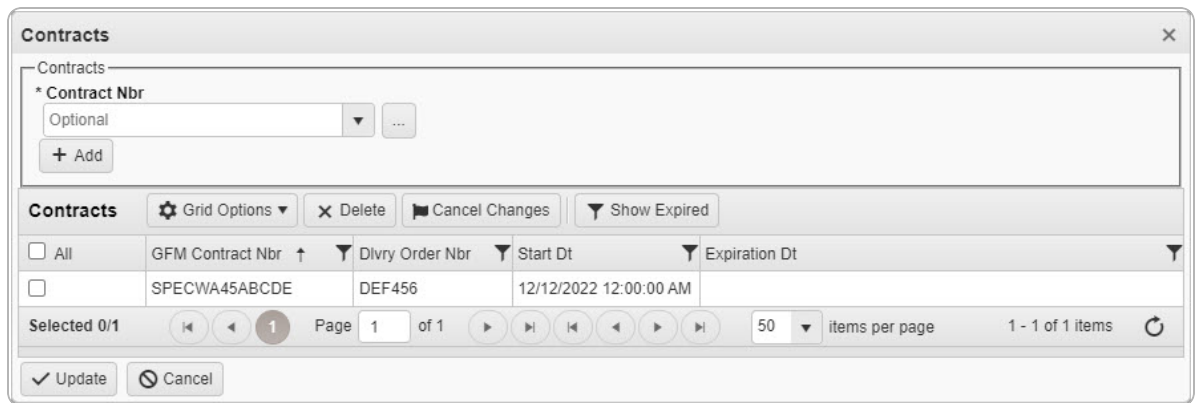 Contracts
Contracts
* Contract Nbr
Optional ...
+ Add
Contracts Grid Options Delete Cancel Changes Show Expired
All GFM Contract Nbr ↑ Dlvry Order Nbr Start Dt Expiration Dt
SPECWA45ABCDE DEF456 12/12/2022 12:00:00 AM
Selected 0/1 1 Page 1 of 1 50 items per page 1 - 1 of 1 items
Update Cancel